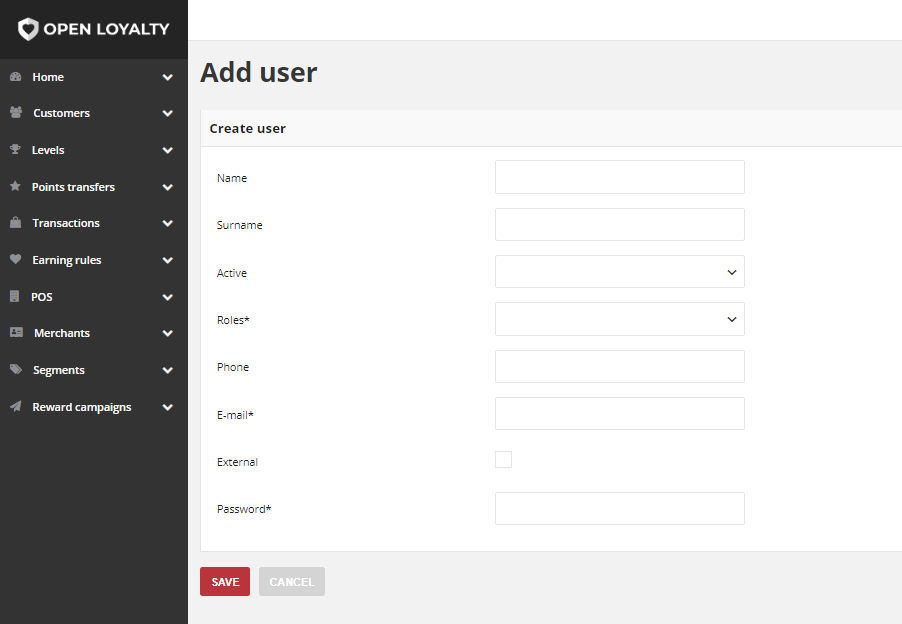 OPEN LOYALTY
Home
Customers
Levels
Points transfers
Transactions
Earning rules
POS
Merchants
Segments
Reward campaigns
Add user
Create user
Name
Surname
Active
Roles*
Phone
E-mail*
External
Password*
SAVE CANCEL